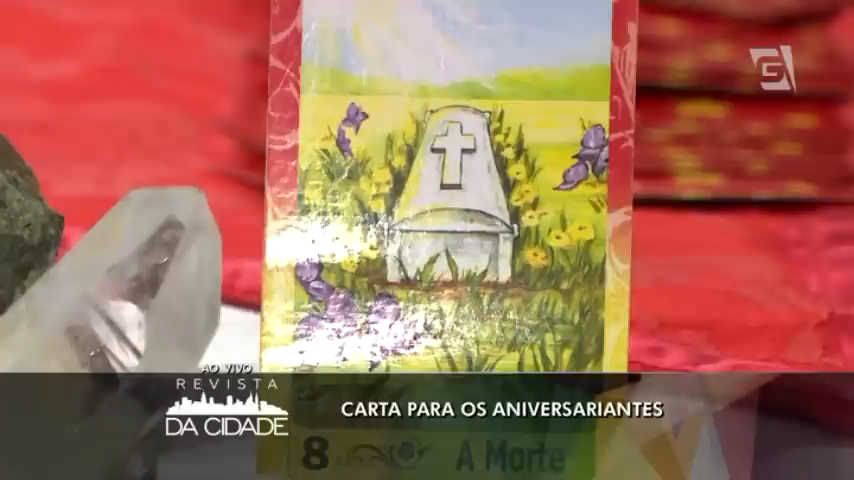 AO VIVO
REVISTA
DA CIDADE
CARTA PARA OS ANIVERSARIANTES
8 A Morte